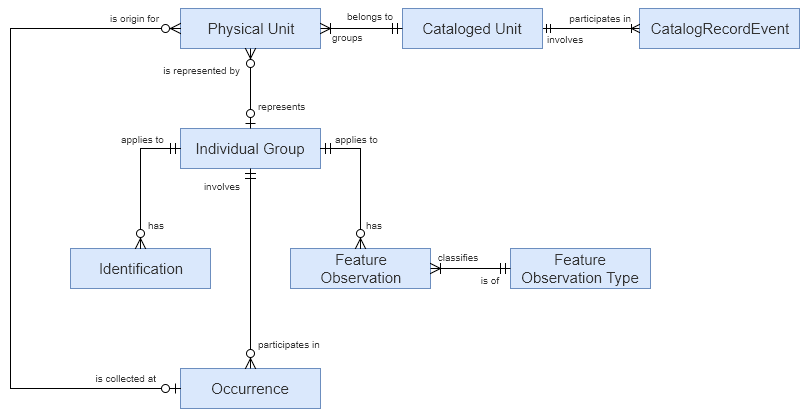 is origin for
Physical Unit
belongs to
groups
Cataloged Unit
participates in
involves
CatalogRecordEvent
is represented by
represents
applies to
Individual Group
applies to
involves
has
has
Identification
Feature
Observation
classifies
is of
Feature
Observation Type
participates in
is collected at
Occurrence